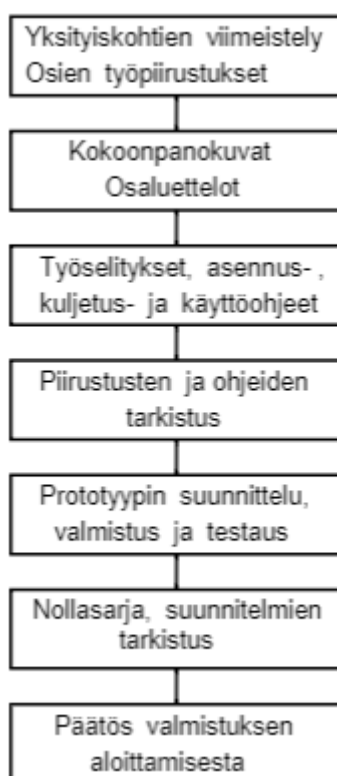 Yksityiskohtien viimeistely
Osien työpiirustukset
Kokoonpanokuvat
Osaluettelot
Työselitykset, asennus- ,
kuljetus- ja käyttöohjeet
Piirustusten ja ohjeiden
tarkistus
Prototyypin suunnittelu,
valmistus ja testaus
Nollasarja, suunnitelmien
tarkistus
Päätös valmistuksen
aloittamisesta